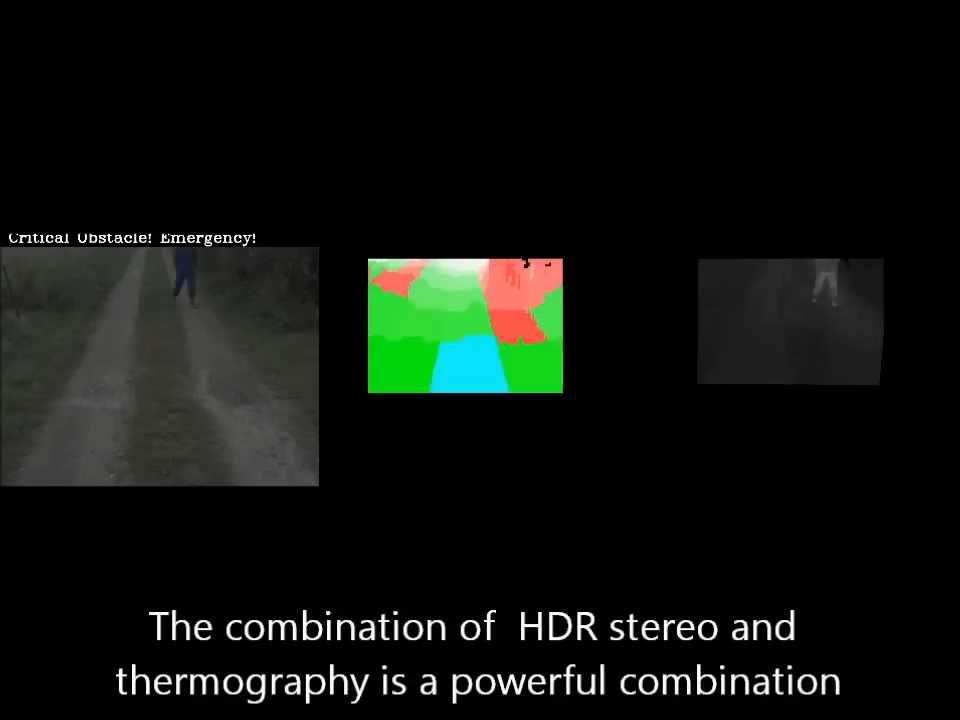 Critical Obstacle! Emergency!
The combination of HDR stereo and
thermography is a powerful combination